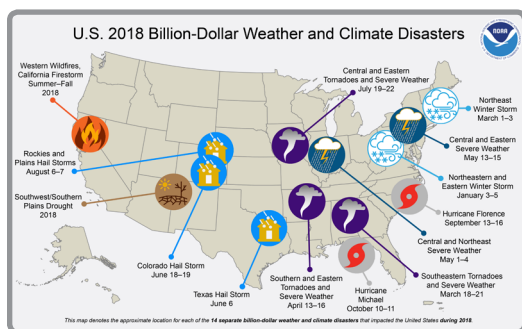 U.S. 2018 Billion-Dollar Weather and Climate Disasters
NOAA
Western Wildfires,
California Firestorm
Summer–Fall
2018
Central and Eastern
Tornadoes and Severe Weather
July 19–22
Northeast
Winter Storm
March 1–3
Central and Eastern
Severe Weather
May 13–15
Rockies and
Plains Hail Storms
August 6–7
Northeastern and
Eastern Winter Storm
January 3–5
Southwest/Southern
Plains Drought
2018
Hurricane Florence
September 13–16
Colorado Hail Storm
June 18–19
Central and Northeast
Severe Weather
May 1–4
Texas Hail Storm
June 6
Southern and Eastern
Tornadoes and
Severe Weather
April 13–16
Hurricane
Michael
October 10–11
Southeastern Tornadoes
and Severe Weather
March 18–21
This map denotes the approximate location for each of the 14 separate billion-dollar weather and climate disasters that impacted the United States during 2018.